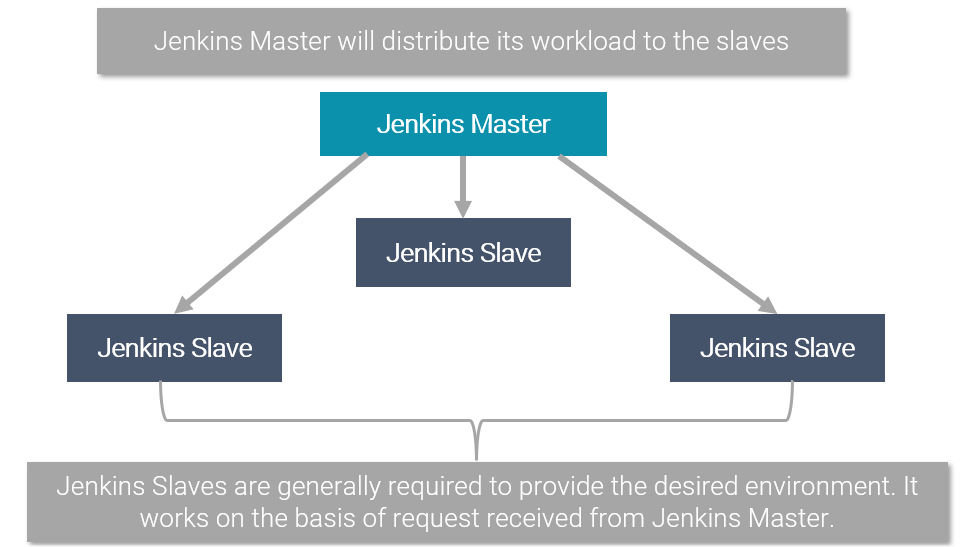 Jenkins Master will distribute its workload to the slaves
Jenkins Master
Jenkins Slave
Jenkins Slave
Jenkins Slave
Jenkins Slaves are generally required to provide the desired environment. It
works on the basis of request received from Jenkins Master.